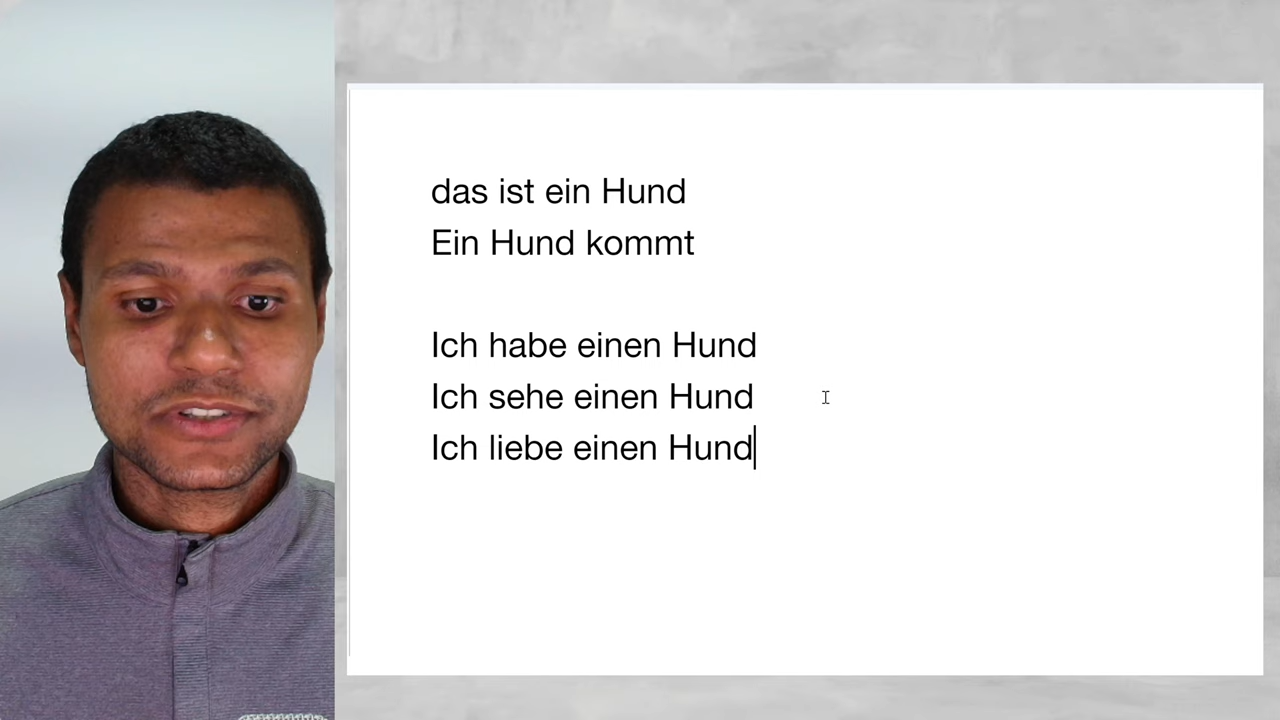 das ist ein Hund
Ein Hund kommt
Ich habe einen Hund
Ich sehe einen Hund
Ich liebe einen Hund